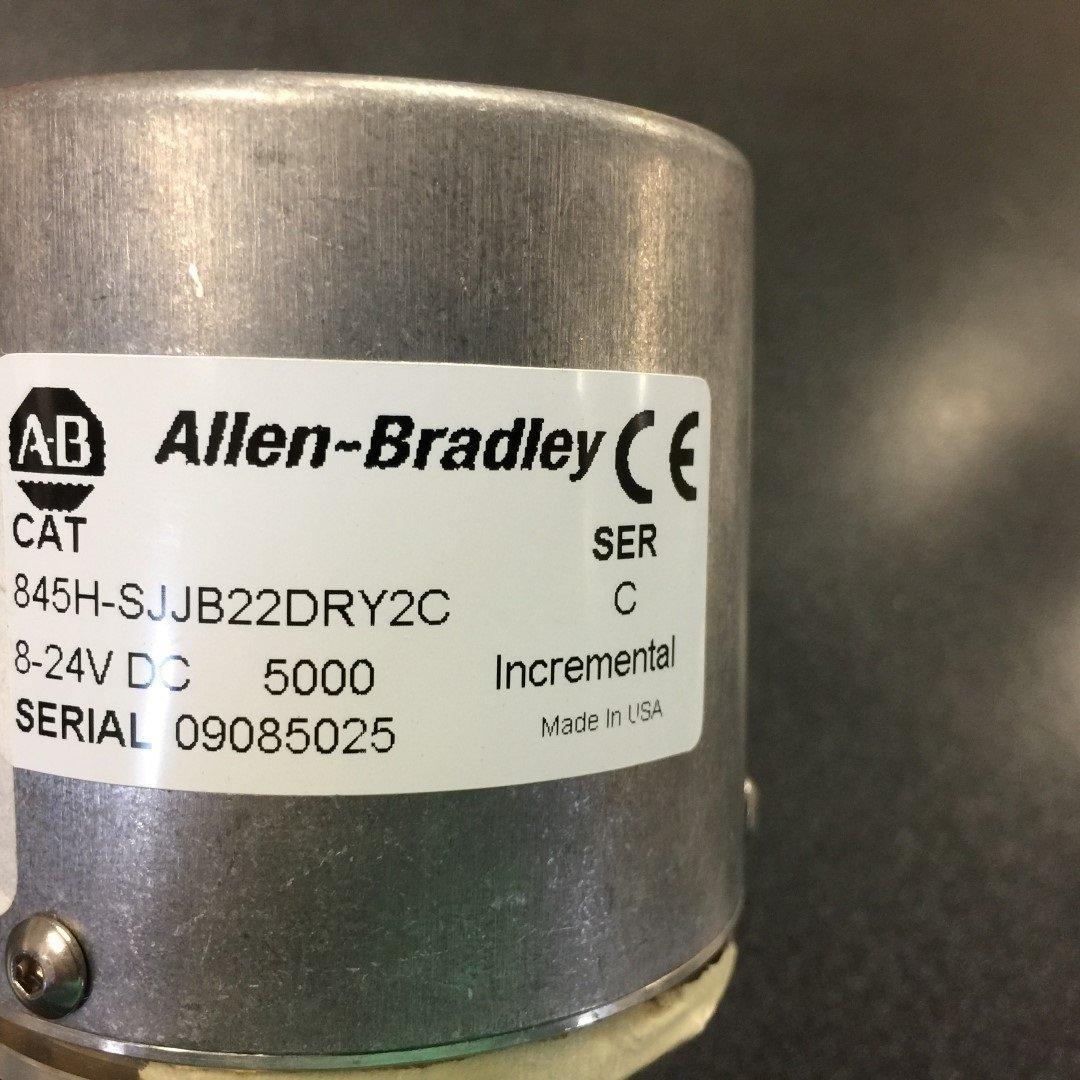 A-B Allen-Bradley CE
CAT SER
845H-SJJB22DRY2C C
8-24V DC 5000 Incremental
SERIAL 09085025 Made In USA